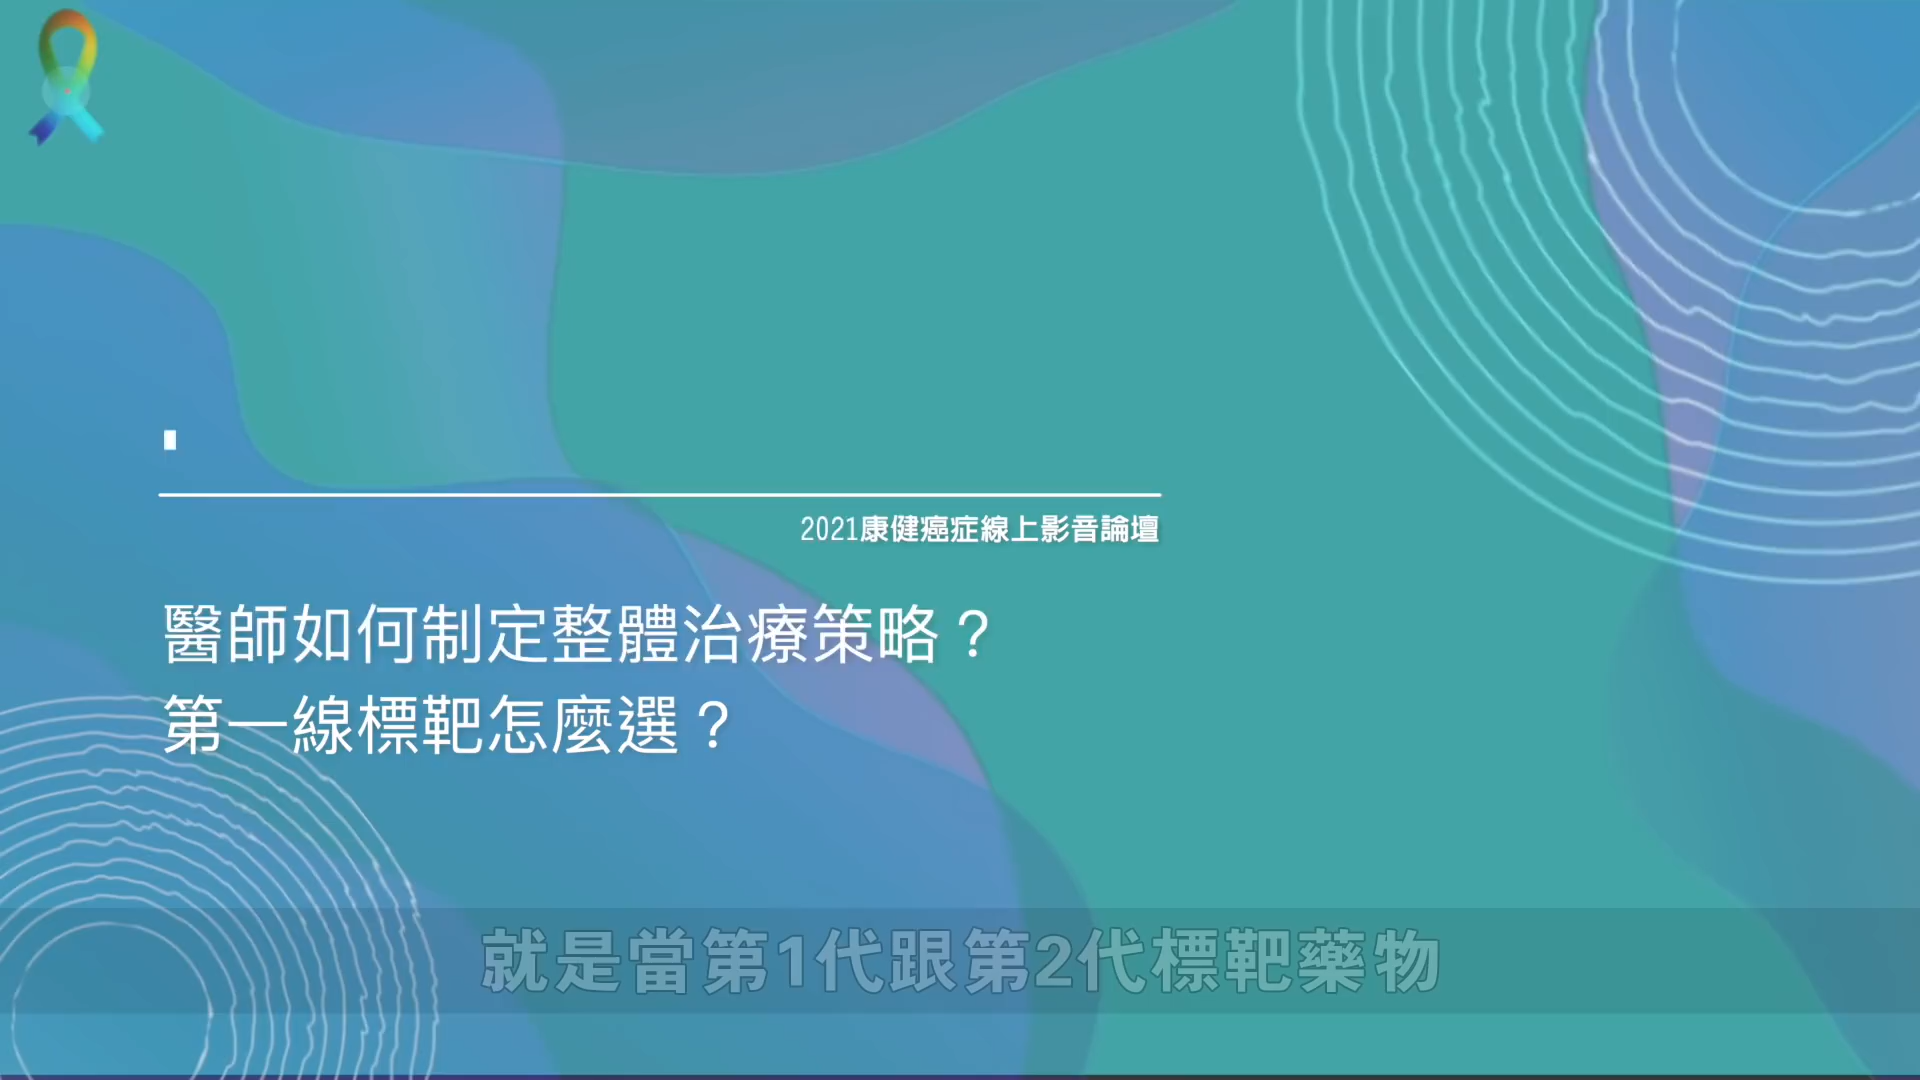 2021康健癌症線上影音論壇
醫師如何制定整體治療策略？
第一線標靶怎麼選？
就是當第1代跟第2代標靶藥物